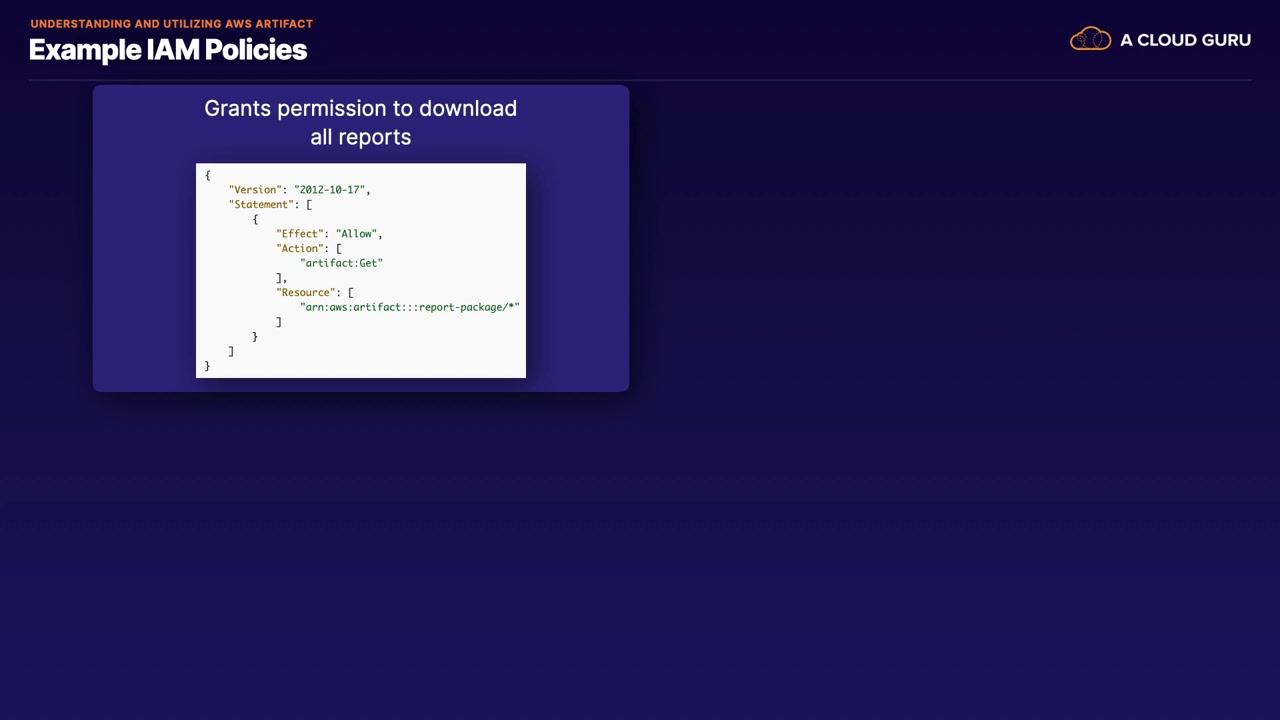 UNDERSTANDING AND UTILIZING AWS ARTIFACT
Example IAM Policies
A CLOUD GURU
Grants permission to download
all reports
{
    "Version": "2012-10-17",
    "Statement": [
        {
            "Effect": "Allow",
            "Action": [
                "artifact:Get"
            ],
            "Resource": [
                "arn:aws:artifact:::report-package/*"
            ]
        }
    ]
}